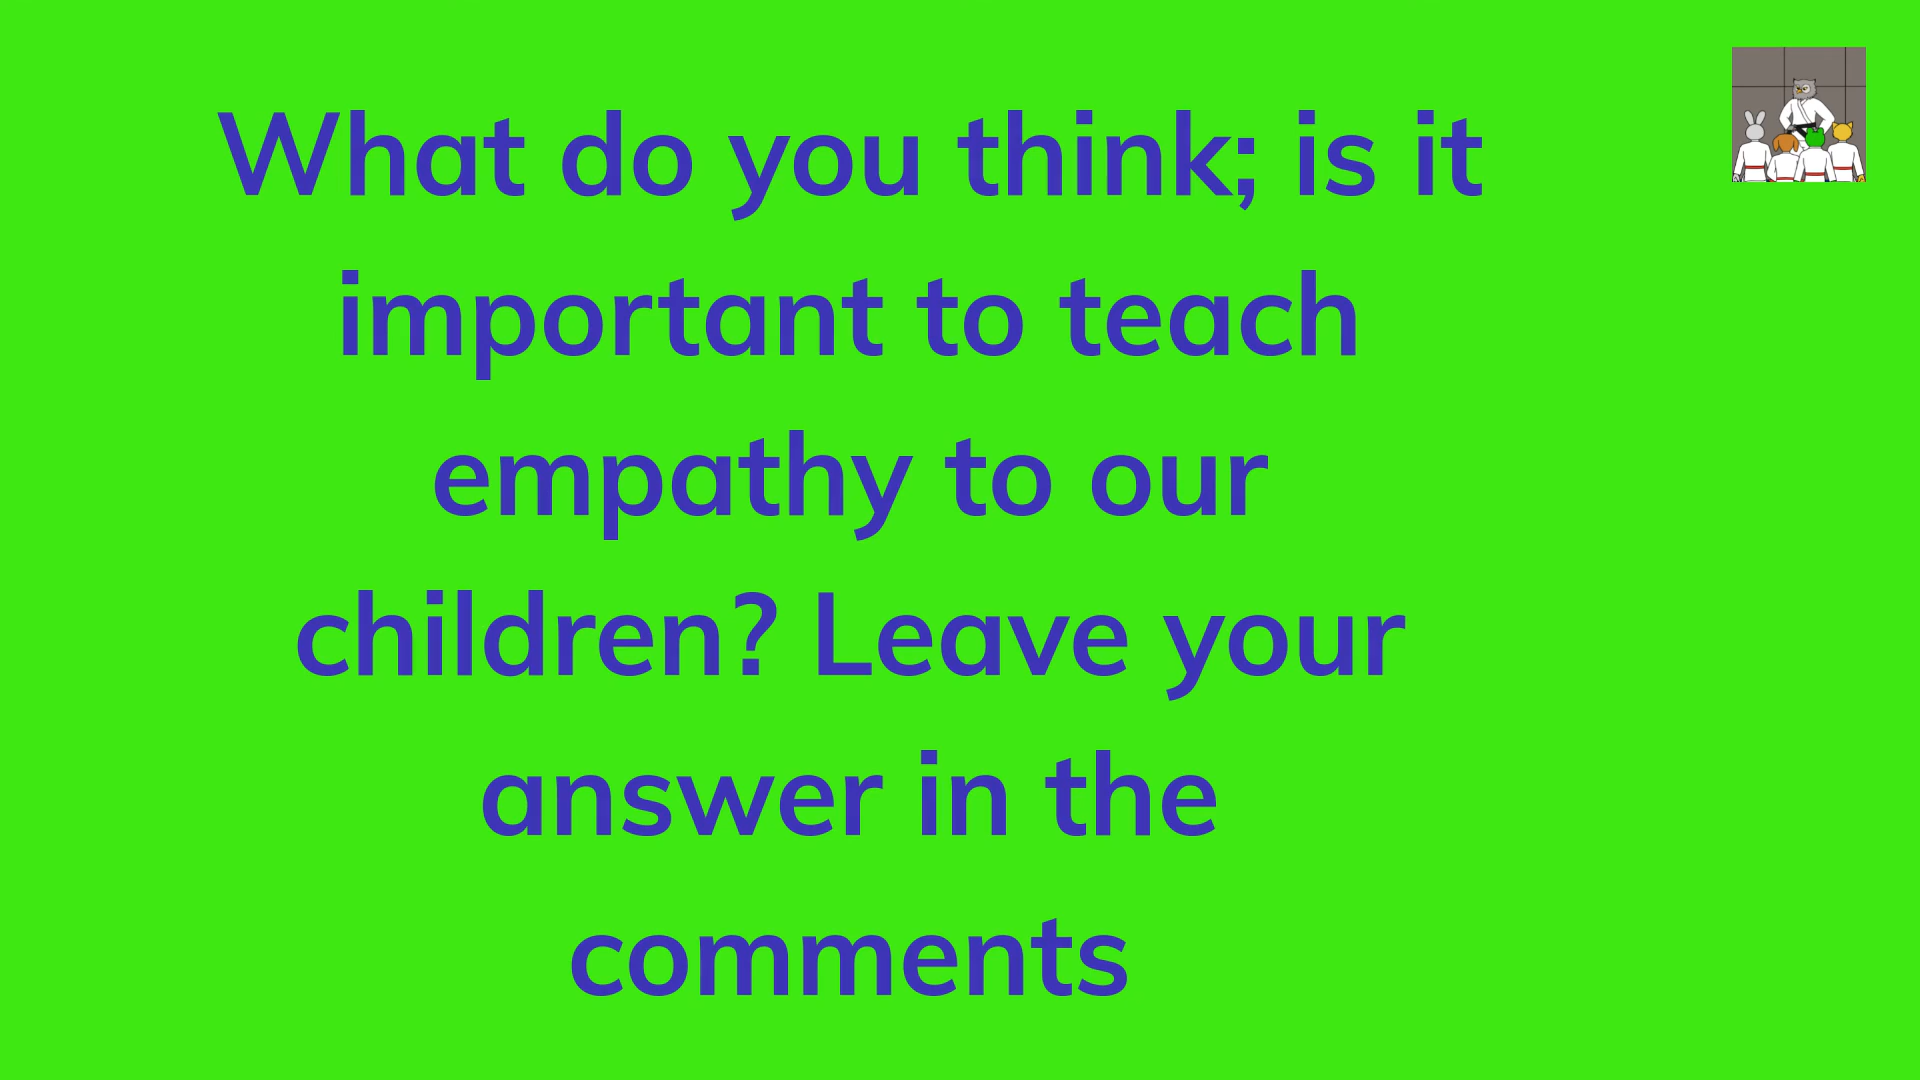 What do you think; is it
important to teach
empathy to our
children? Leave your
answer in the
comments